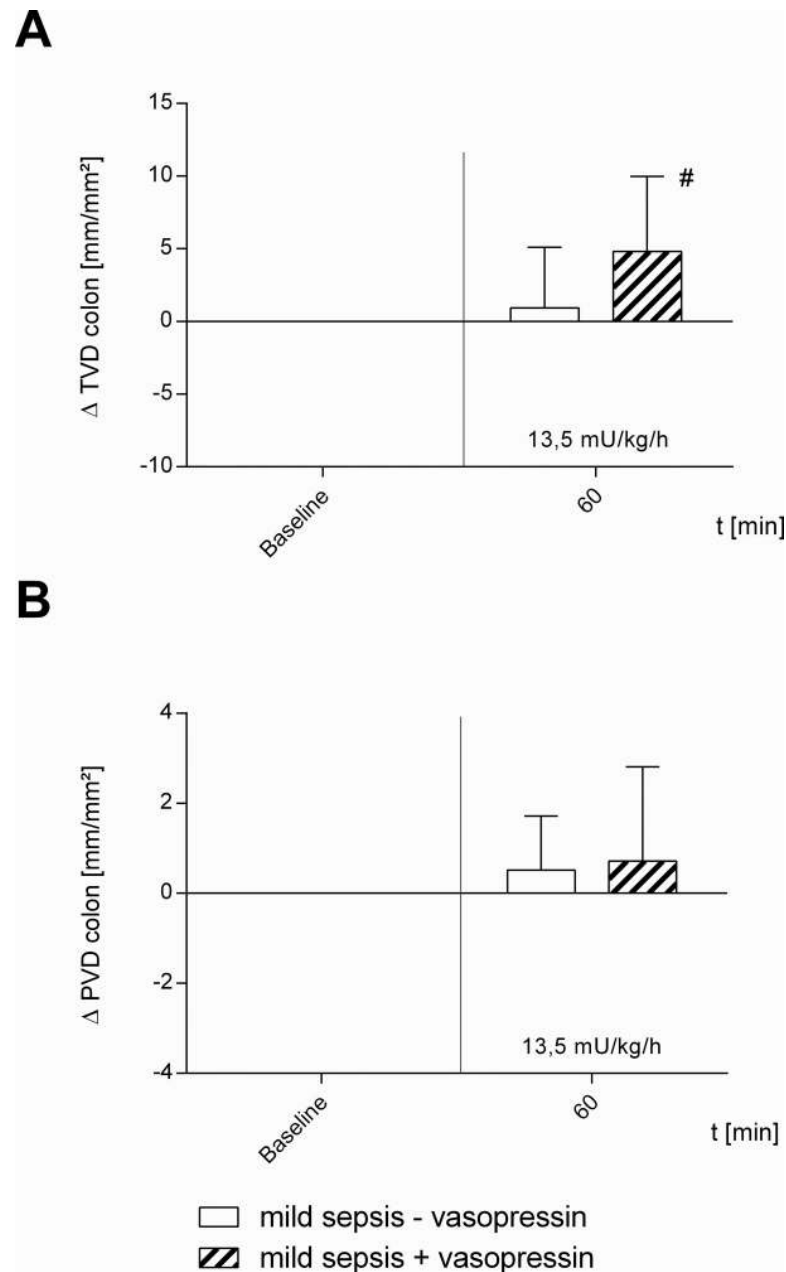 A
Δ TVD colon [mm/mm²]
15
10
5
0
-5
-10
#
13,5 mU/kg/h
Baseline
60
t [min]
B
Δ PVD colon [mm/mm²]
4
2
0
-2
-4
13,5 mU/kg/h
Baseline
60
t [min]
mild sepsis - vasopressin
mild sepsis + vasopressin